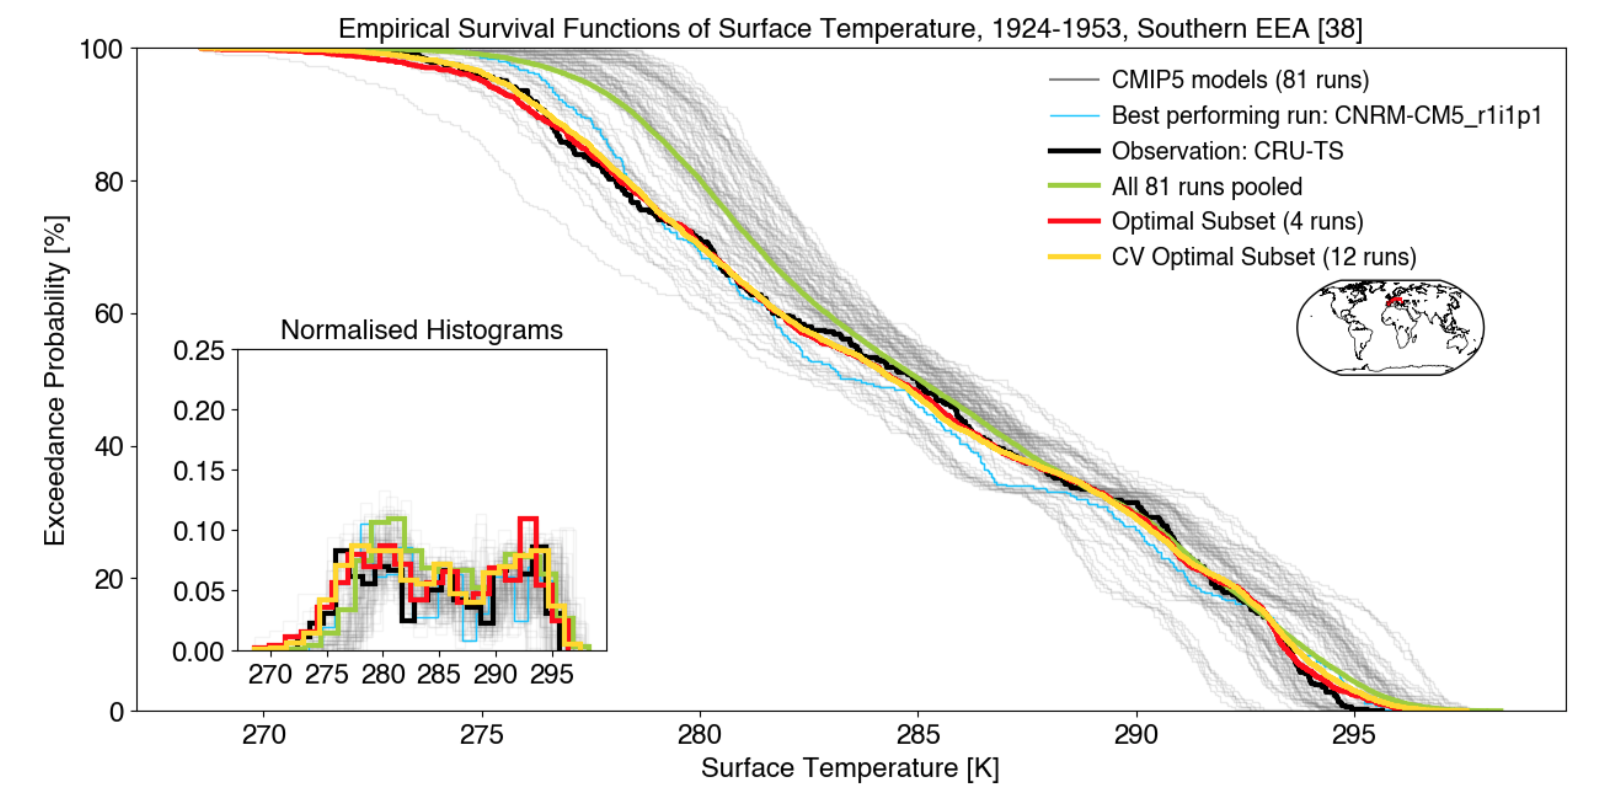 Empirical Survival Functions of Surface Temperature, 1924-1953, Southern EEA [38]
100
80
60
40
20
0
Exceedance Probability [%]
CMIP5 models (81 runs)
Best performing run: CNRM-CM5_r1i1p1
Observation: CRU-TS
All 81 runs pooled
Optimal Subset (4 runs)
CV Optimal Subset (12 runs)
Normalised Histograms
0.25
0.20
0.15
0.10
0.05
0.00
270 275 280 285 290 295
270 275 280 285 290 295
Surface Temperature [K]